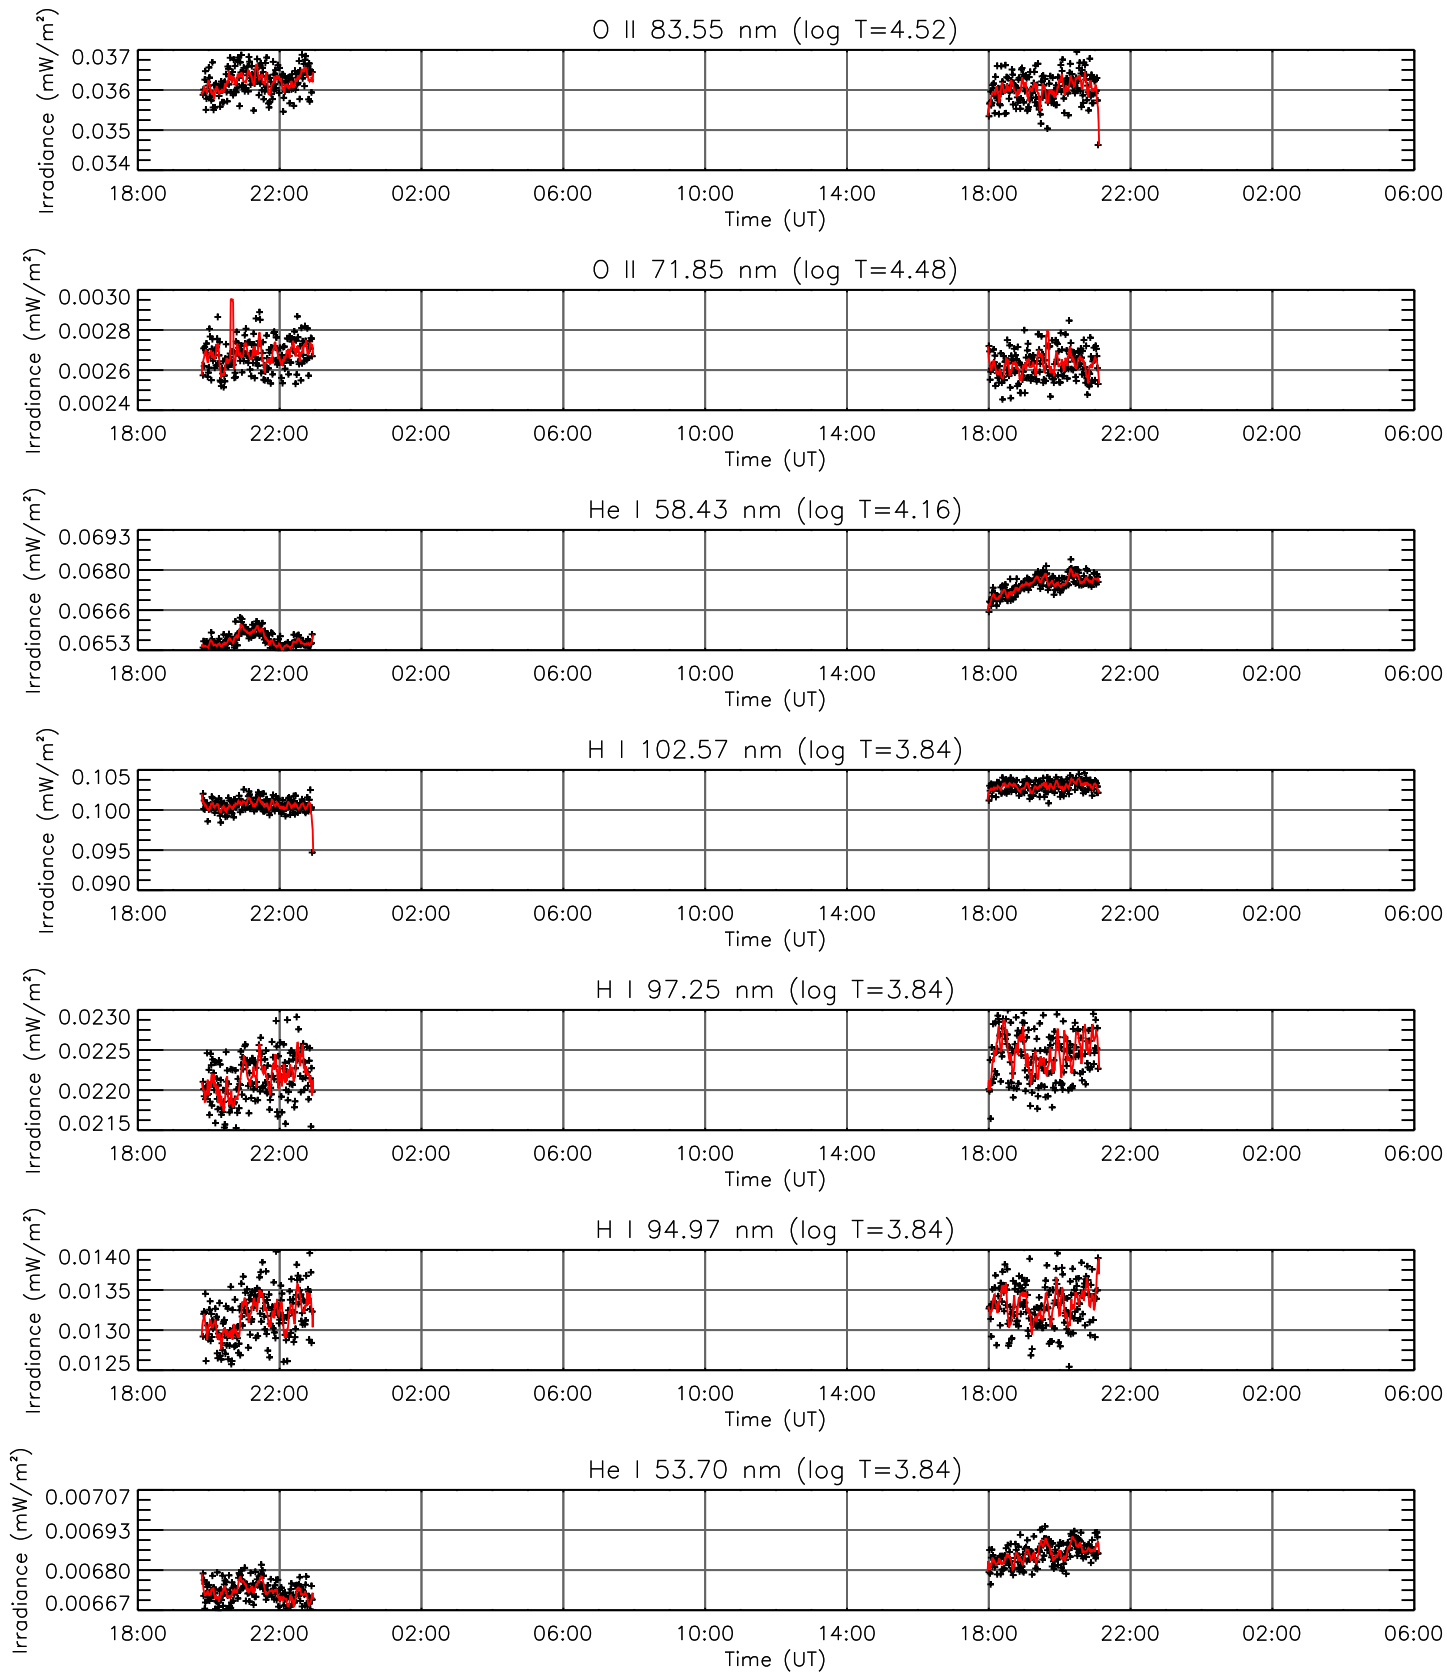 O II 83.55 nm (log T=4.52)
Irradiance (mW/m²)
0.037
0.036
0.035
0.034
18:00 22:00 02:00 06:00 10:00 14:00 18:00 22:00 02:00 06:00
Time (UT)
O II 71.85 nm (log T=4.48)
Irradiance (mW/m²)
0.0030
0.0028
0.0026
0.0024
18:00 22:00 02:00 06:00 10:00 14:00 18:00 22:00 02:00 06:00
Time (UT)
He I 58.43 nm (log T=4.16)
Irradiance (mW/m²)
0.0693
0.0680
0.0666
0.0653
18:00 22:00 02:00 06:00 10:00 14:00 18:00 22:00 02:00 06:00
Time (UT)
H I 102.57 nm (log T=3.84)
Irradiance (mW/m²)
0.105
0.100
0.095
0.090
18:00 22:00 02:00 06:00 10:00 14:00 18:00 22:00 02:00 06:00
Time (UT)
H I 97.25 nm (log T=3.84)
Irradiance (mW/m²)
0.0230
0.0225
0.0220
0.0215
18:00 22:00 02:00 06:00 10:00 14:00 18:00 22:00 02:00 06:00
Time (UT)
H I 94.97 nm (log T=3.84)
Irradiance (mW/m²)
0.0140
0.0135
0.0130
0.0125
18:00 22:00 02:00 06:00 10:00 14:00 18:00 22:00 02:00 06:00
Time (UT)
He I 53.70 nm (log T=3.84)
Irradiance (mW/m²)
0.00707
0.00693
0.00680
0.00667
18:00 22:00 02:00 06:00 10:00 14:00 18:00 22:00 02:00 06:00
Time (UT)